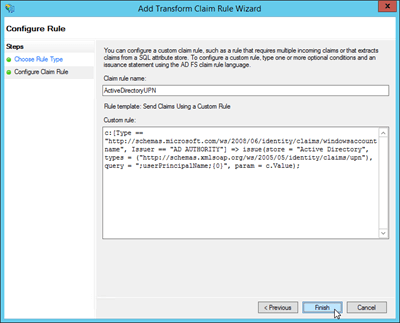 Add Transform Claim Rule Wizard
Configure Rule
Steps
Choose Rule Type
Configure Claim Rule
You can configure a custom claim rule, such as a rule that requires multiple incoming claims or that extracts
claims from a SQL attribute store. To configure a custom rule, type one or more optional conditions and an
issuance statement using the AD FS claim rule language.
Claim rule name:
ActiveDirectoryUPN
Rule template: Send Claims Using a Custom Rule
Custom rule:
c:[Type ==
"http://schemas.microsoft.com/ws/2008/06/identity/claims/windowsaccount
name", Issuer == "AD AUTHORITY"] => issue(store = "Active Directory",
types = ("http://schemas.xmlsoap.org/ws/2005/05/identity/claims/upn"),
query = ";userPrincipalName;{0}", param = c.Value);
< Previous
Finish
Cancel